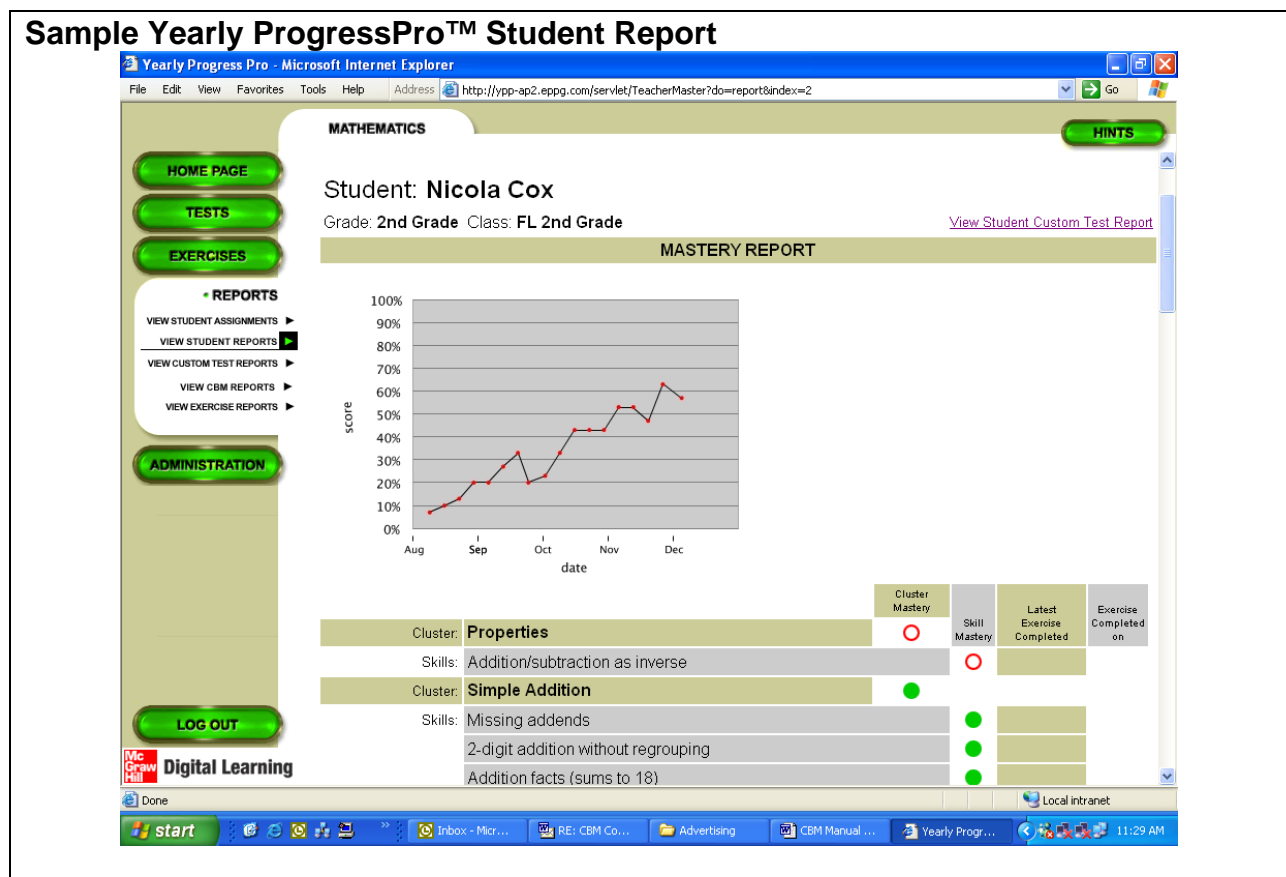 Sample Yearly ProgressPro™ Student Report
Yearly Progress Pro - Microsoft Internet Explorer
File Edit View Favorites Tools Help Address http://ypp-ap2.eppg.com/servlet/TeacherMaster?do=report&index=2 Go
MATHEMATICS
HINTS
HOME PAGE
TESTS
EXERCISES
• REPORTS
VIEW STUDENT ASSIGNMENTS
VIEW STUDENT REPORTS
VIEW CUSTOM TEST REPORTS
VIEW CBM REPORTS
VIEW EXERCISE REPORTS
ADMINISTRATION
LOG OUT
Mc
Graw
Hill
Digital Learning
Student: Nicola Cox
Grade: 2nd Grade Class: FL 2nd Grade
View Student Custom Test Report
MASTERY REPORT
100%
90%
80%
70%
60%
50%
40%
30%
20%
10%
0%
score
Aug Sep Oct Nov Dec
date
Cluster
Mastery
Skill
Mastery
Latest
Exercise
Completed
Exercise
Completed
on
Cluster: Properties
Skills: Addition/subtraction as inverse
Cluster: Simple Addition
Skills: Missing addends
2-digit addition without regrouping
Addition facts (sums to 18)
Done
Local intranet
start » Inbox - Micr... RE: CBM Co... Advertising CBM Manual ... Yearly Progr... 11:29 AM